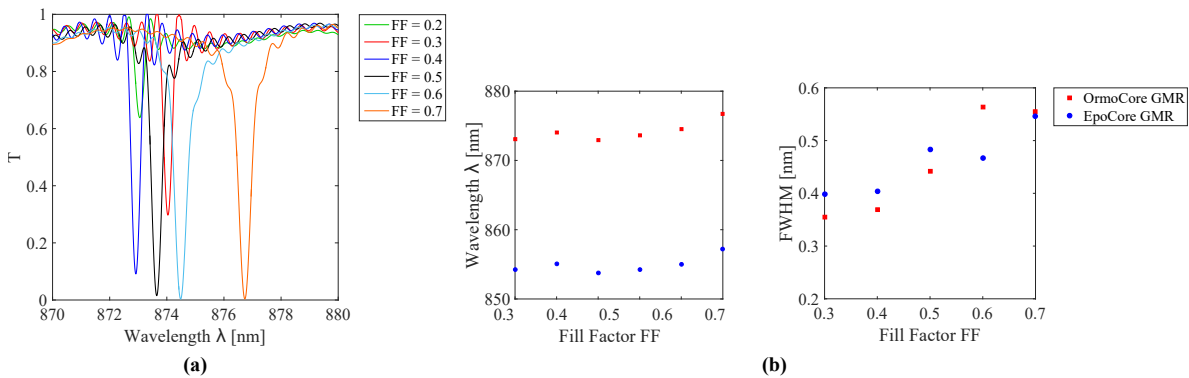 1
0.8
0.6
0.4
0.2
0
T
870
872
874
876
878
880
Wavelength λ [nm]
FF = 0.2
FF = 0.3
FF = 0.4
FF = 0.5
FF = 0.6
FF = 0.7
(a)
880
870
860
850
Wavelength λ [nm]
0.3
0.4
0.5
0.6
0.7
Fill Factor FF
0.6
0.5
0.4
0.3
0.2
FWHM [nm]
0.3
0.4
0.5
0.6
0.7
Fill Factor FF
OrmoCore GMR
EpoCore GMR
(b)